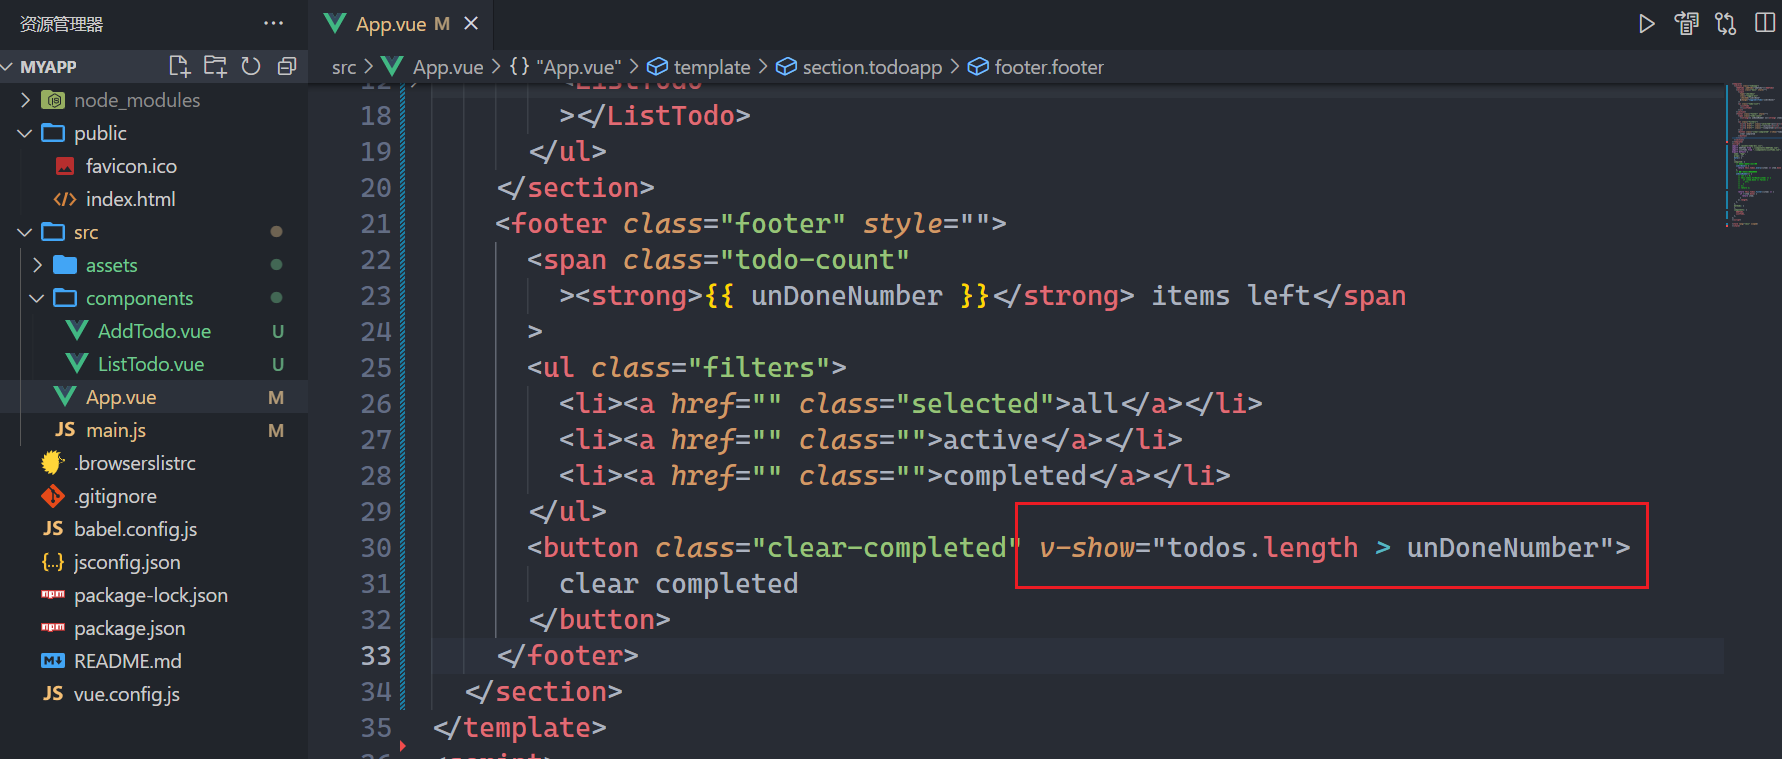 资源管理器
App.vue M
MYAPP
node_modules
public
favicon.ico
index.html
src
assets
components
AddTodo.vue U
ListTodo.vue U
App.vue M
main.js M
.browserslistrc
.gitignore
babel.config.js
jsconfig.json
package-lock.json
package.json
README.md
vue.config.js
src > App.vue > {} "App.vue" > template > section.todoapp > footer.footer
<ListTodo
18 ></ListTodo>
19 </ul>
20 </section>
21 <footer class="footer" style="">
22 <span class="todo-count"
23 ><strong>{{ unDoneNumber }}</strong> items left</span
24 >
25 <ul class="filters">
26 <li><a href="" class="selected">all</a></li>
27 <li><a href="" class="">active</a></li>
28 <li><a href="" class="">completed</a></li>
29 </ul>
30 <button class="clear-completed" v-show="todos.length > unDoneNumber">
31 clear completed
32 </button>
33 </footer>
34 </section>
35 </template>
36 <script>